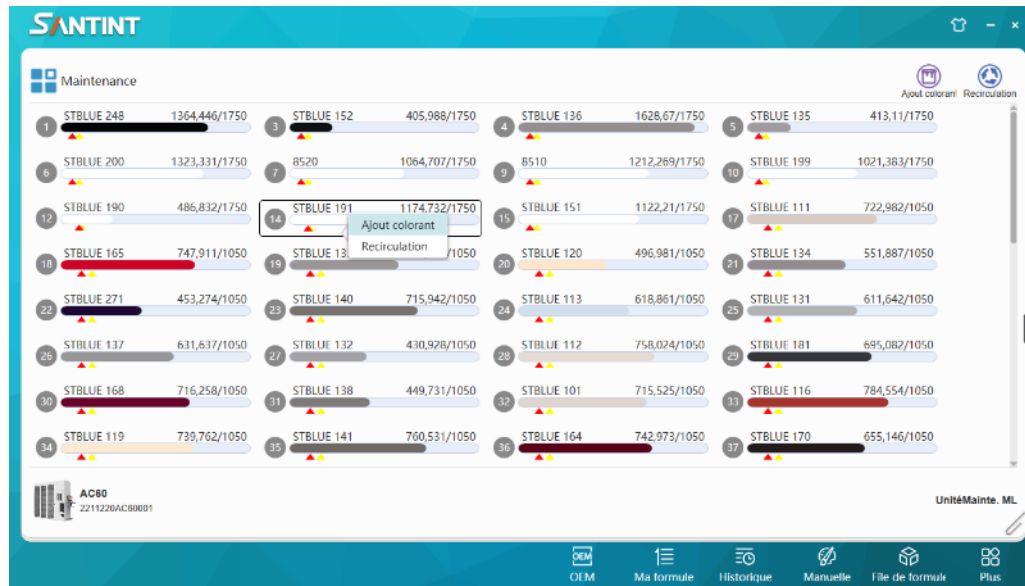 SANTINT
Maintenance
Ajout colorant Recirculation
1 STBLUE 248 1364,446/1750 3 STBLUE 152 405,988/1750 4 STBLUE 136 1628,67/1750 5 STBLUE 135 413,11/1750
6 STBLUE 200 1323,331/1750 7 8520 1064,707/1750 9 8510 1212,269/1750 10 STBLUE 199 1021,383/1750
12 STBLUE 190 486,832/1750 14 STBLUE 191 1174,732/1750 15 STBLUE 151 1122,21/1750 17 STBLUE 111 722,982/1050
Ajout colorant
Recirculation
18 STBLUE 165 747,911/1050 19 STBLUE /1050 20 STBLUE 120 496,981/1050 21 STBLUE 134 551,887/1050
22 STBLUE 271 453,274/1050 23 STBLUE 140 715,942/1050 24 STBLUE 113 618,861/1050 25 STBLUE 131 611,642/1050
26 STBLUE 137 631,637/1050 27 STBLUE 132 430,928/1050 28 STBLUE 112 758,024/1050 29 STBLUE 181 695,082/1050
30 STBLUE 168 716,258/1050 31 STBLUE 138 449,731/1050 32 STBLUE 101 715,525/1050 33 STBLUE 116 784,554/1050
34 STBLUE 119 739,762/1050 35 STBLUE 141 760,531/1050 36 STBLUE 164 742,973/1050 37 STBLUE 170 655,146/1050
AC60
2211220AC60001
UnitéMainte. ML
OEM
OEM Ma formule Historique Manuelle File de formule Plus